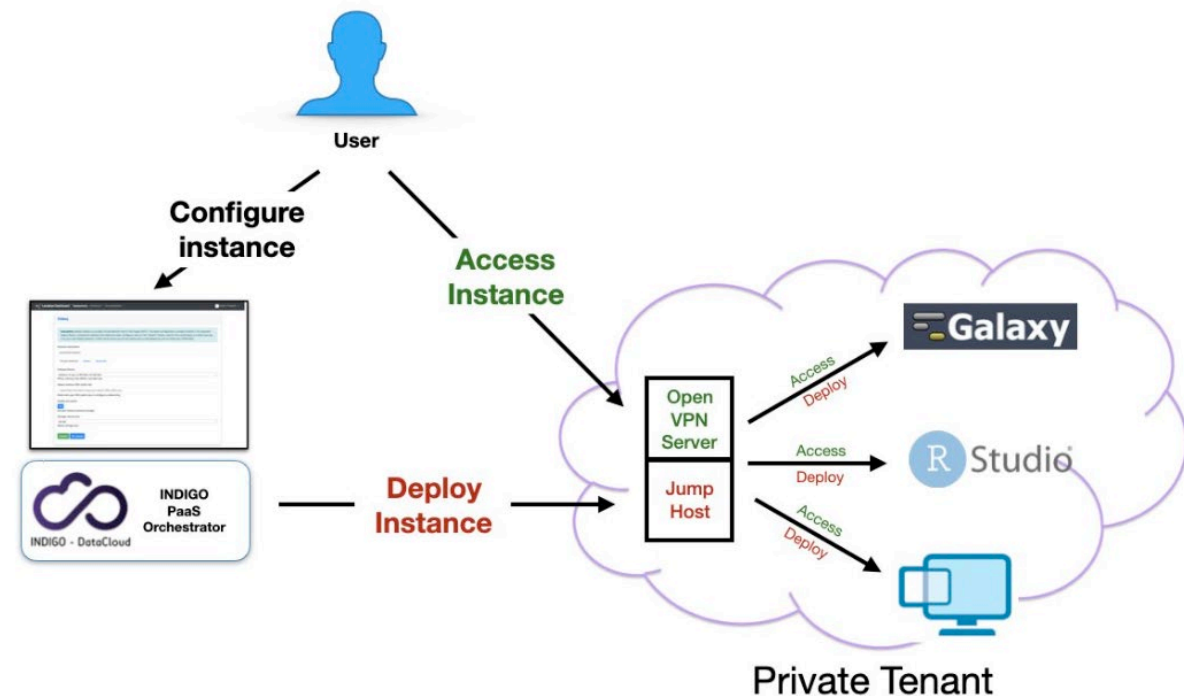 User
Configure
instance
Access
Instance
Galaxy
Open
VPN
Server
Access
Deploy
R Studio
Access
Deploy
Jump
Host
Deploy
Instance
INDIGO
PaaS
Orchestrator
INDIGO - DataCloud
Access
Deploy
Private Tenant